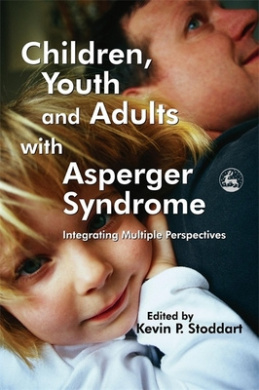 Children,
Youth
and Adults
with
Asperger
Syndrome
Integrating Multiple Perspectives
Edited by
Kevin P. Stoddart